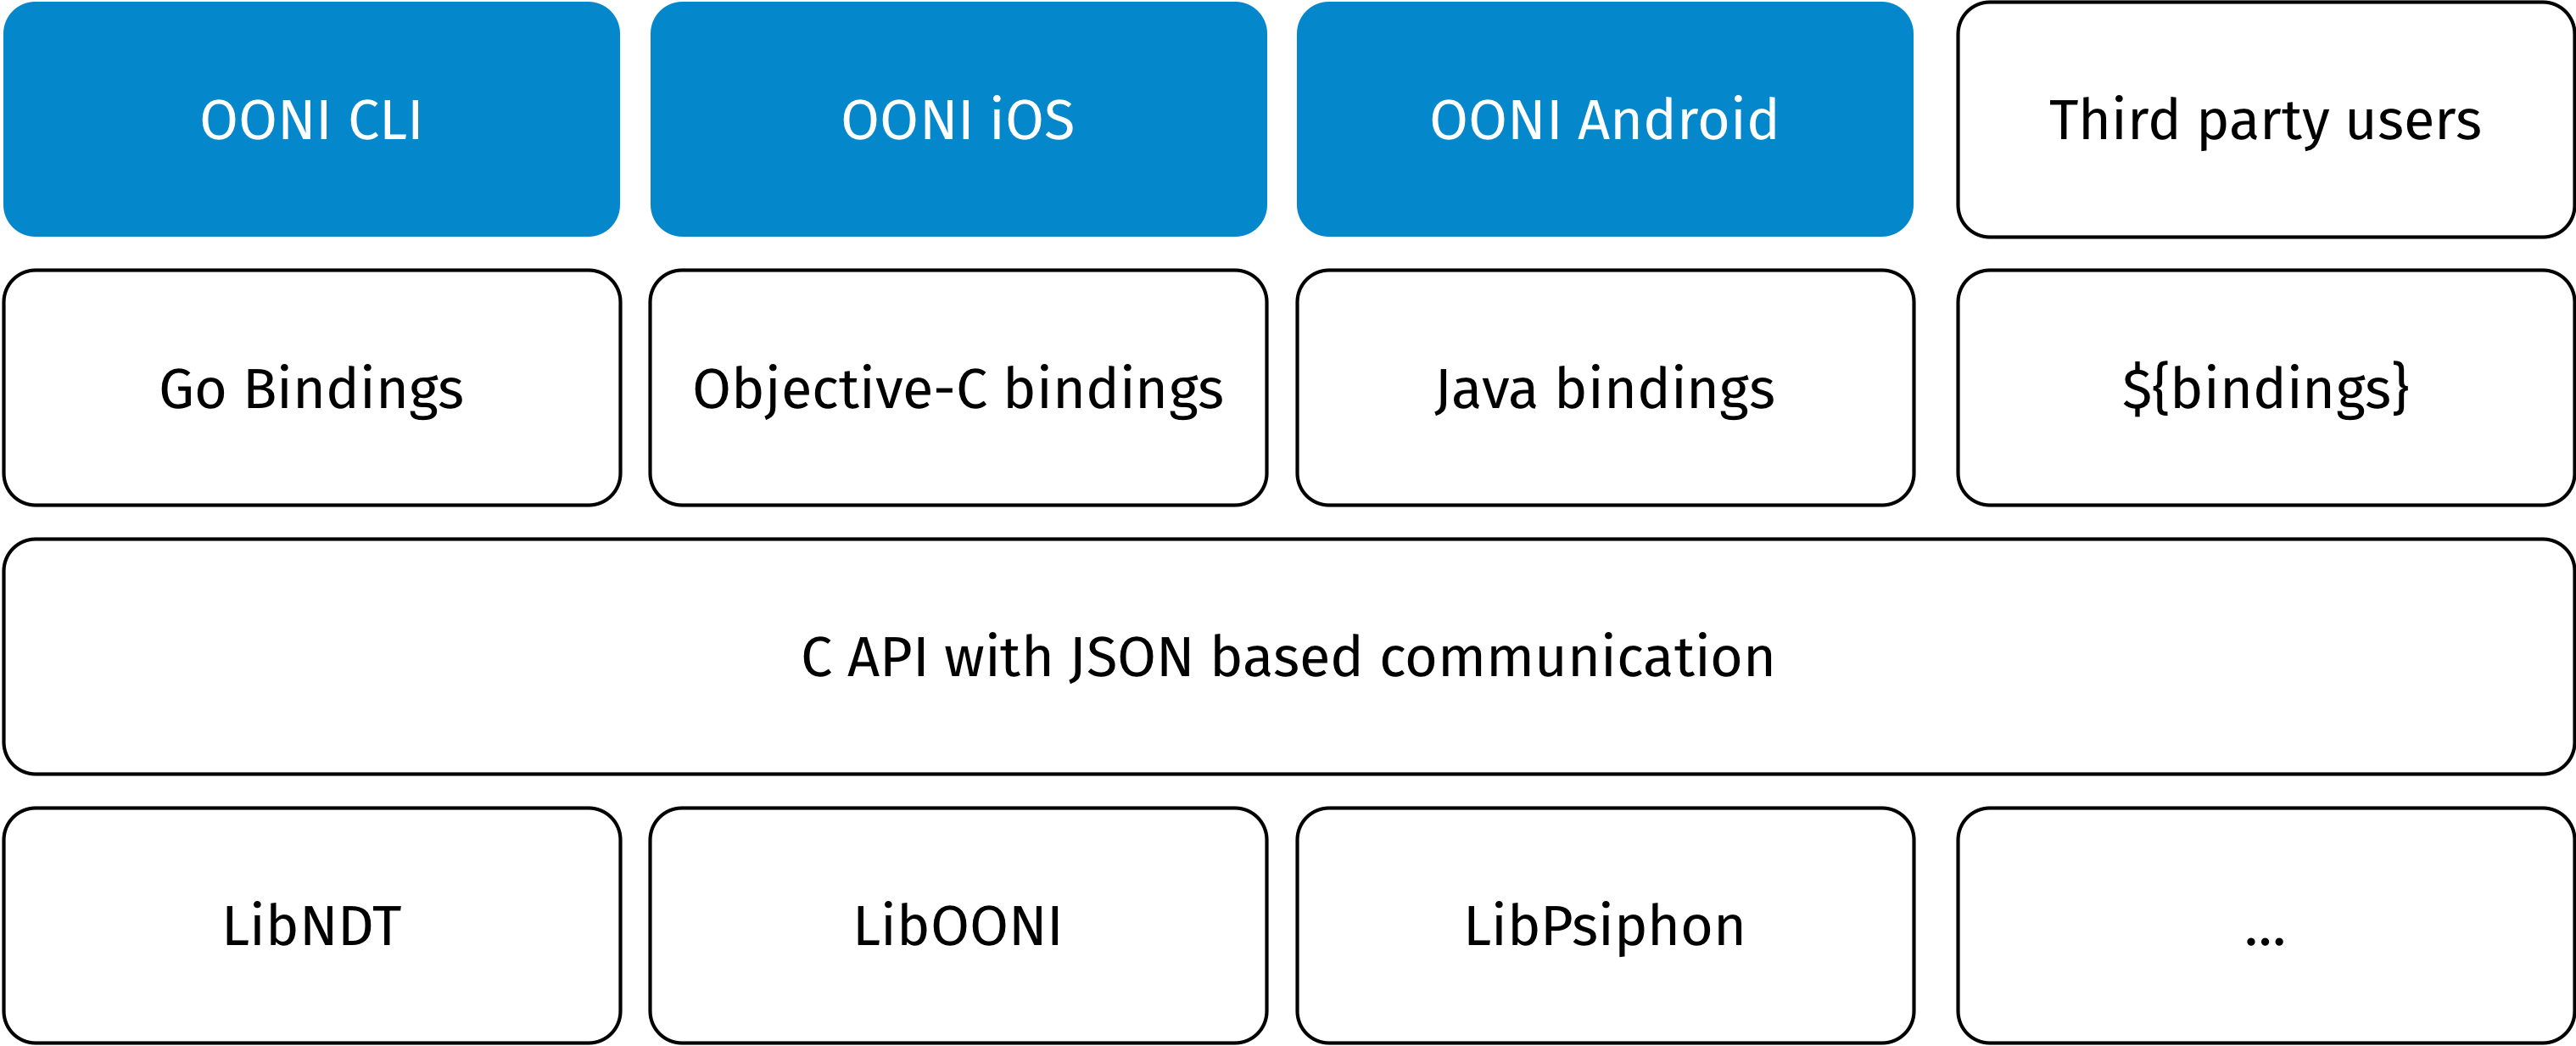 OONI CLI
OONI iOS
OONI Android
Third party users
Go Bindings
Objective-C bindings
Java bindings
${bindings}
C API with JSON based communication
LibNDT
LibOONI
LibPsiphon
...